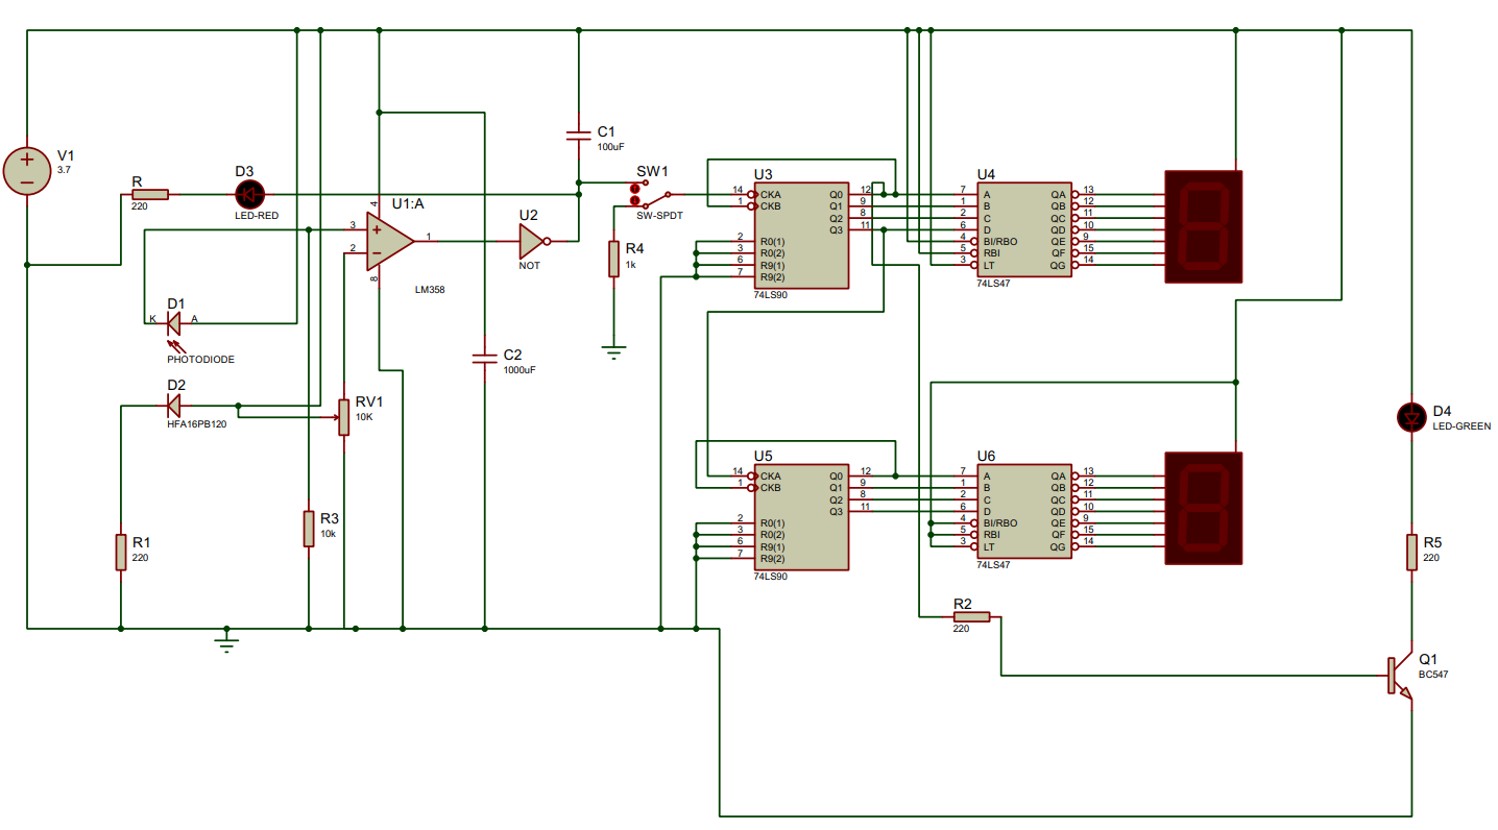 V1
3.7
R
220
D3
LED-RED
U1:A
3
2
4
8
1
LM358
U2
NOT
C1
100uF
SW1
SW-SPDT
R4
1k
D1
K
A
PHOTODIODE
D2
HFA16PB120
RV1
10K
C2
1000uF
R1
220
R3
10k
U3
14 CKA Q0 12
1 CKB Q1 9
Q2 8
Q3 11
2 R0(1)
3 R0(2)
6 R9(1)
7 R9(2)
74LS90
U4
7 A QA 13
1 B QB 12
2 C QC 11
6 D QD 10
4 BI/RBO QE 9
5 RBI QF 15
3 LT QG 14
74LS47
U5
14 CKA Q0 12
1 CKB Q1 9
Q2 8
Q3 11
2 R0(1)
3 R0(2)
6 R9(1)
7 R9(2)
74LS90
U6
7 A QA 13
1 B QB 12
2 C QC 11
6 D QD 10
4 BI/RBO QE 9
5 RBI QF 15
3 LT QG 14
74LS47
D4
LED-GREEN
R5
220
R2
220
Q1
BC547